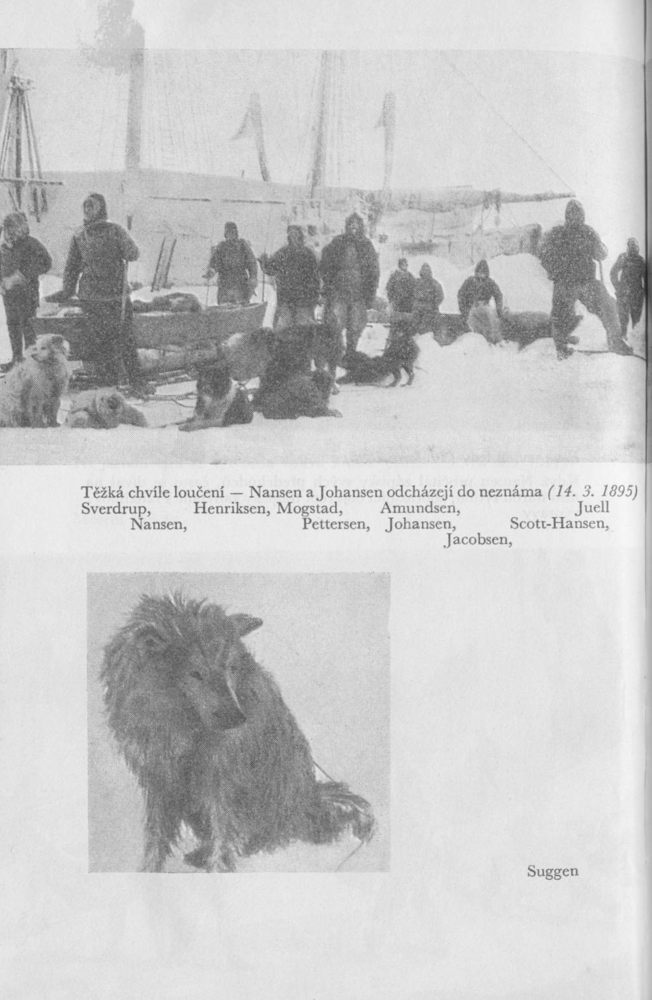 Těžká chvíle loučení — Nansen a Johansen odcházejí do neznáma (14. 3. 1895)
Sverdrup, Henriksen, Mogstad, Amundsen, Juell
Nansen, Pettersen, Johansen, Scott-Hansen,
Jacobsen,
Suggen